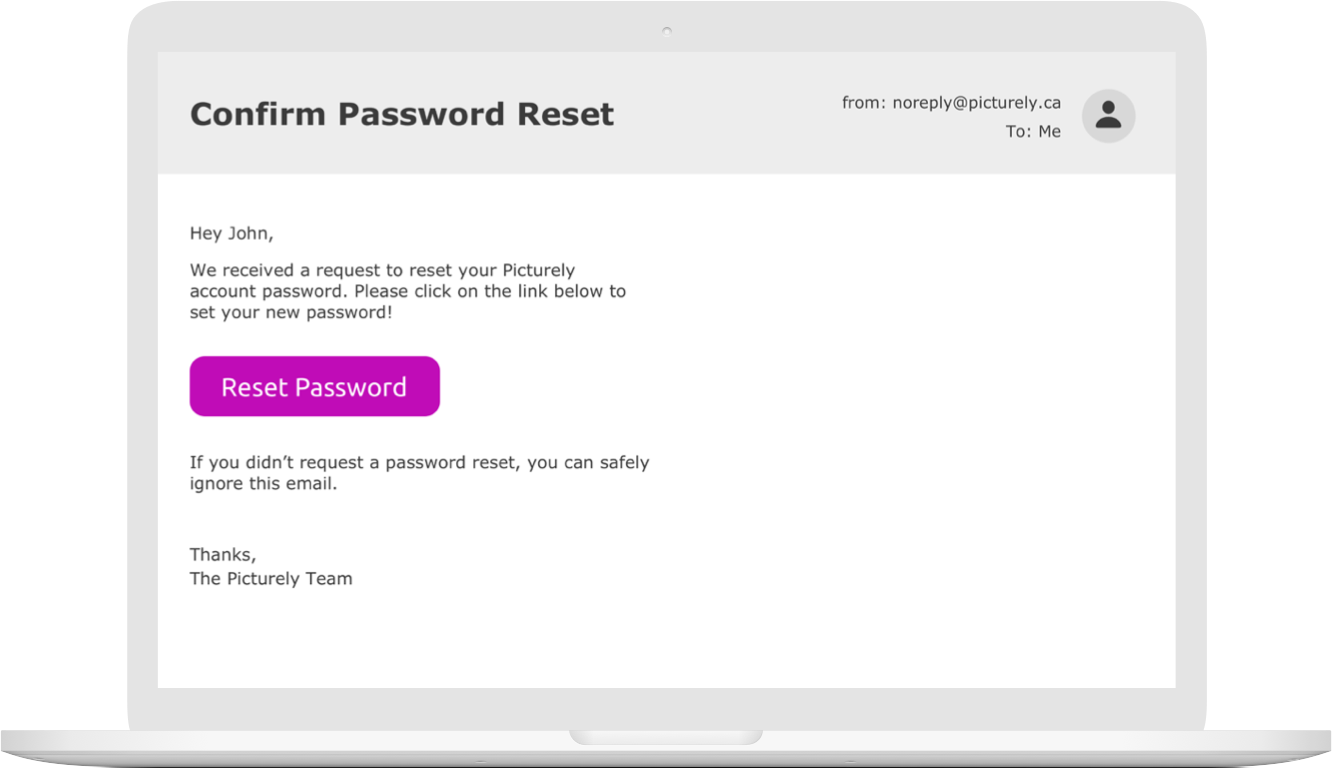 Confirm Password Reset
from: noreply@picturely.ca
To: Me
Hey John,
We received a request to reset your Picturely
account password. Please click on the link below to
set your new password!
Reset Password
If you didn’t request a password reset, you can safely
ignore this email.
Thanks,
The Picturely Team